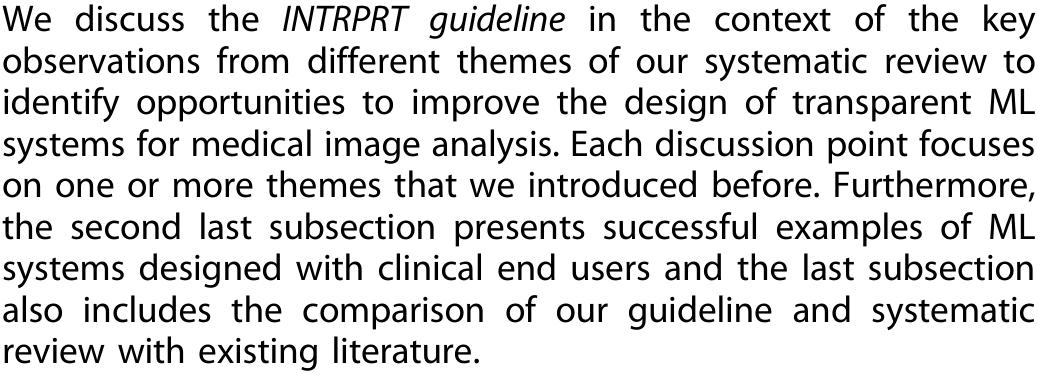 We discuss the INTRPRT guideline in the context of the key
observations from different themes of our systematic review to
identify opportunities to improve the design of transparent ML
systems for medical image analysis. Each discussion point focuses
on one or more themes that we introduced before. Furthermore,
the second last subsection presents successful examples of ML
systems designed with clinical end users and the last subsection
also includes the comparison of our guideline and systematic
review with existing literature.